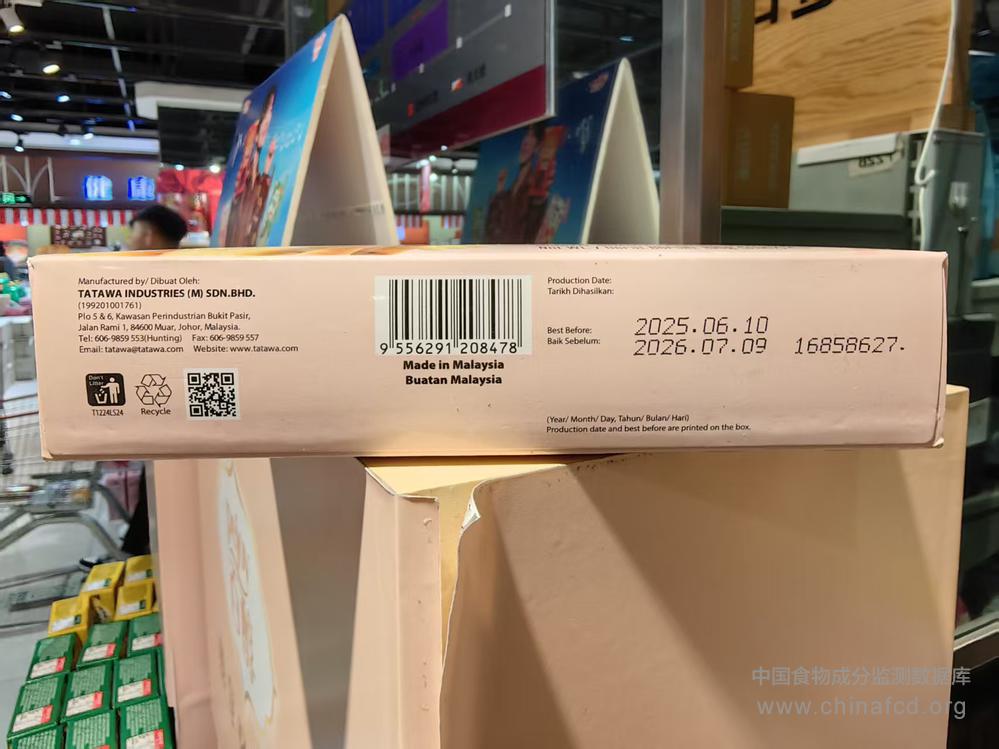 Manufactured by/ Dibuat Oleh:
TATAWA INDUSTRIES (M) SDN.BHD.
(199201001761)
Plo 5 & 6, Kawasan Perindustrian Bukit Pasir,
Jalan Rami 1, 84600 Muar, Johor, Malaysia.
Tel: 606-9859 553(Hunting) Fax: 606-9859 557
Email: tatawa@tatawa.com Website: www.tatawa.com
Don't Litter
T1224LS24
Recycle
9 556291 208478
Made in Malaysia
Buatan Malaysia
Production Date:
Tarikh Dihasilkan:
Best Before:
Baik Sebelum:
2025.06.10
2026.07.09 16858627.
(Year/ Month/ Day, Tahun/ Bulan/ Hari)
Production date and best before are printed on the box.
中国食物成分监测数据库
www.chinafcd.org